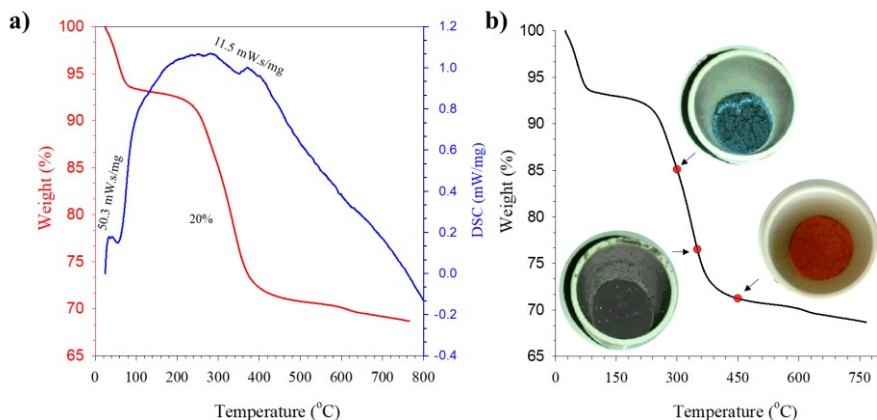 a)
Weight (%)
100
95
90
85
80
75
70
65
0 100 200 300 400 500 600 700 800
Temperature (°C)
50.3 mW.s/mg
11.5 mW.s/mg
20%
1.2
1.0
0.8
0.6
0.4
0.2
0.0
-0.2
-0.4
DSC (mW/mg)
b)
Weight (%)
100
95
90
85
80
75
70
65
0 150 300 450 600 750
Temperature (°C)